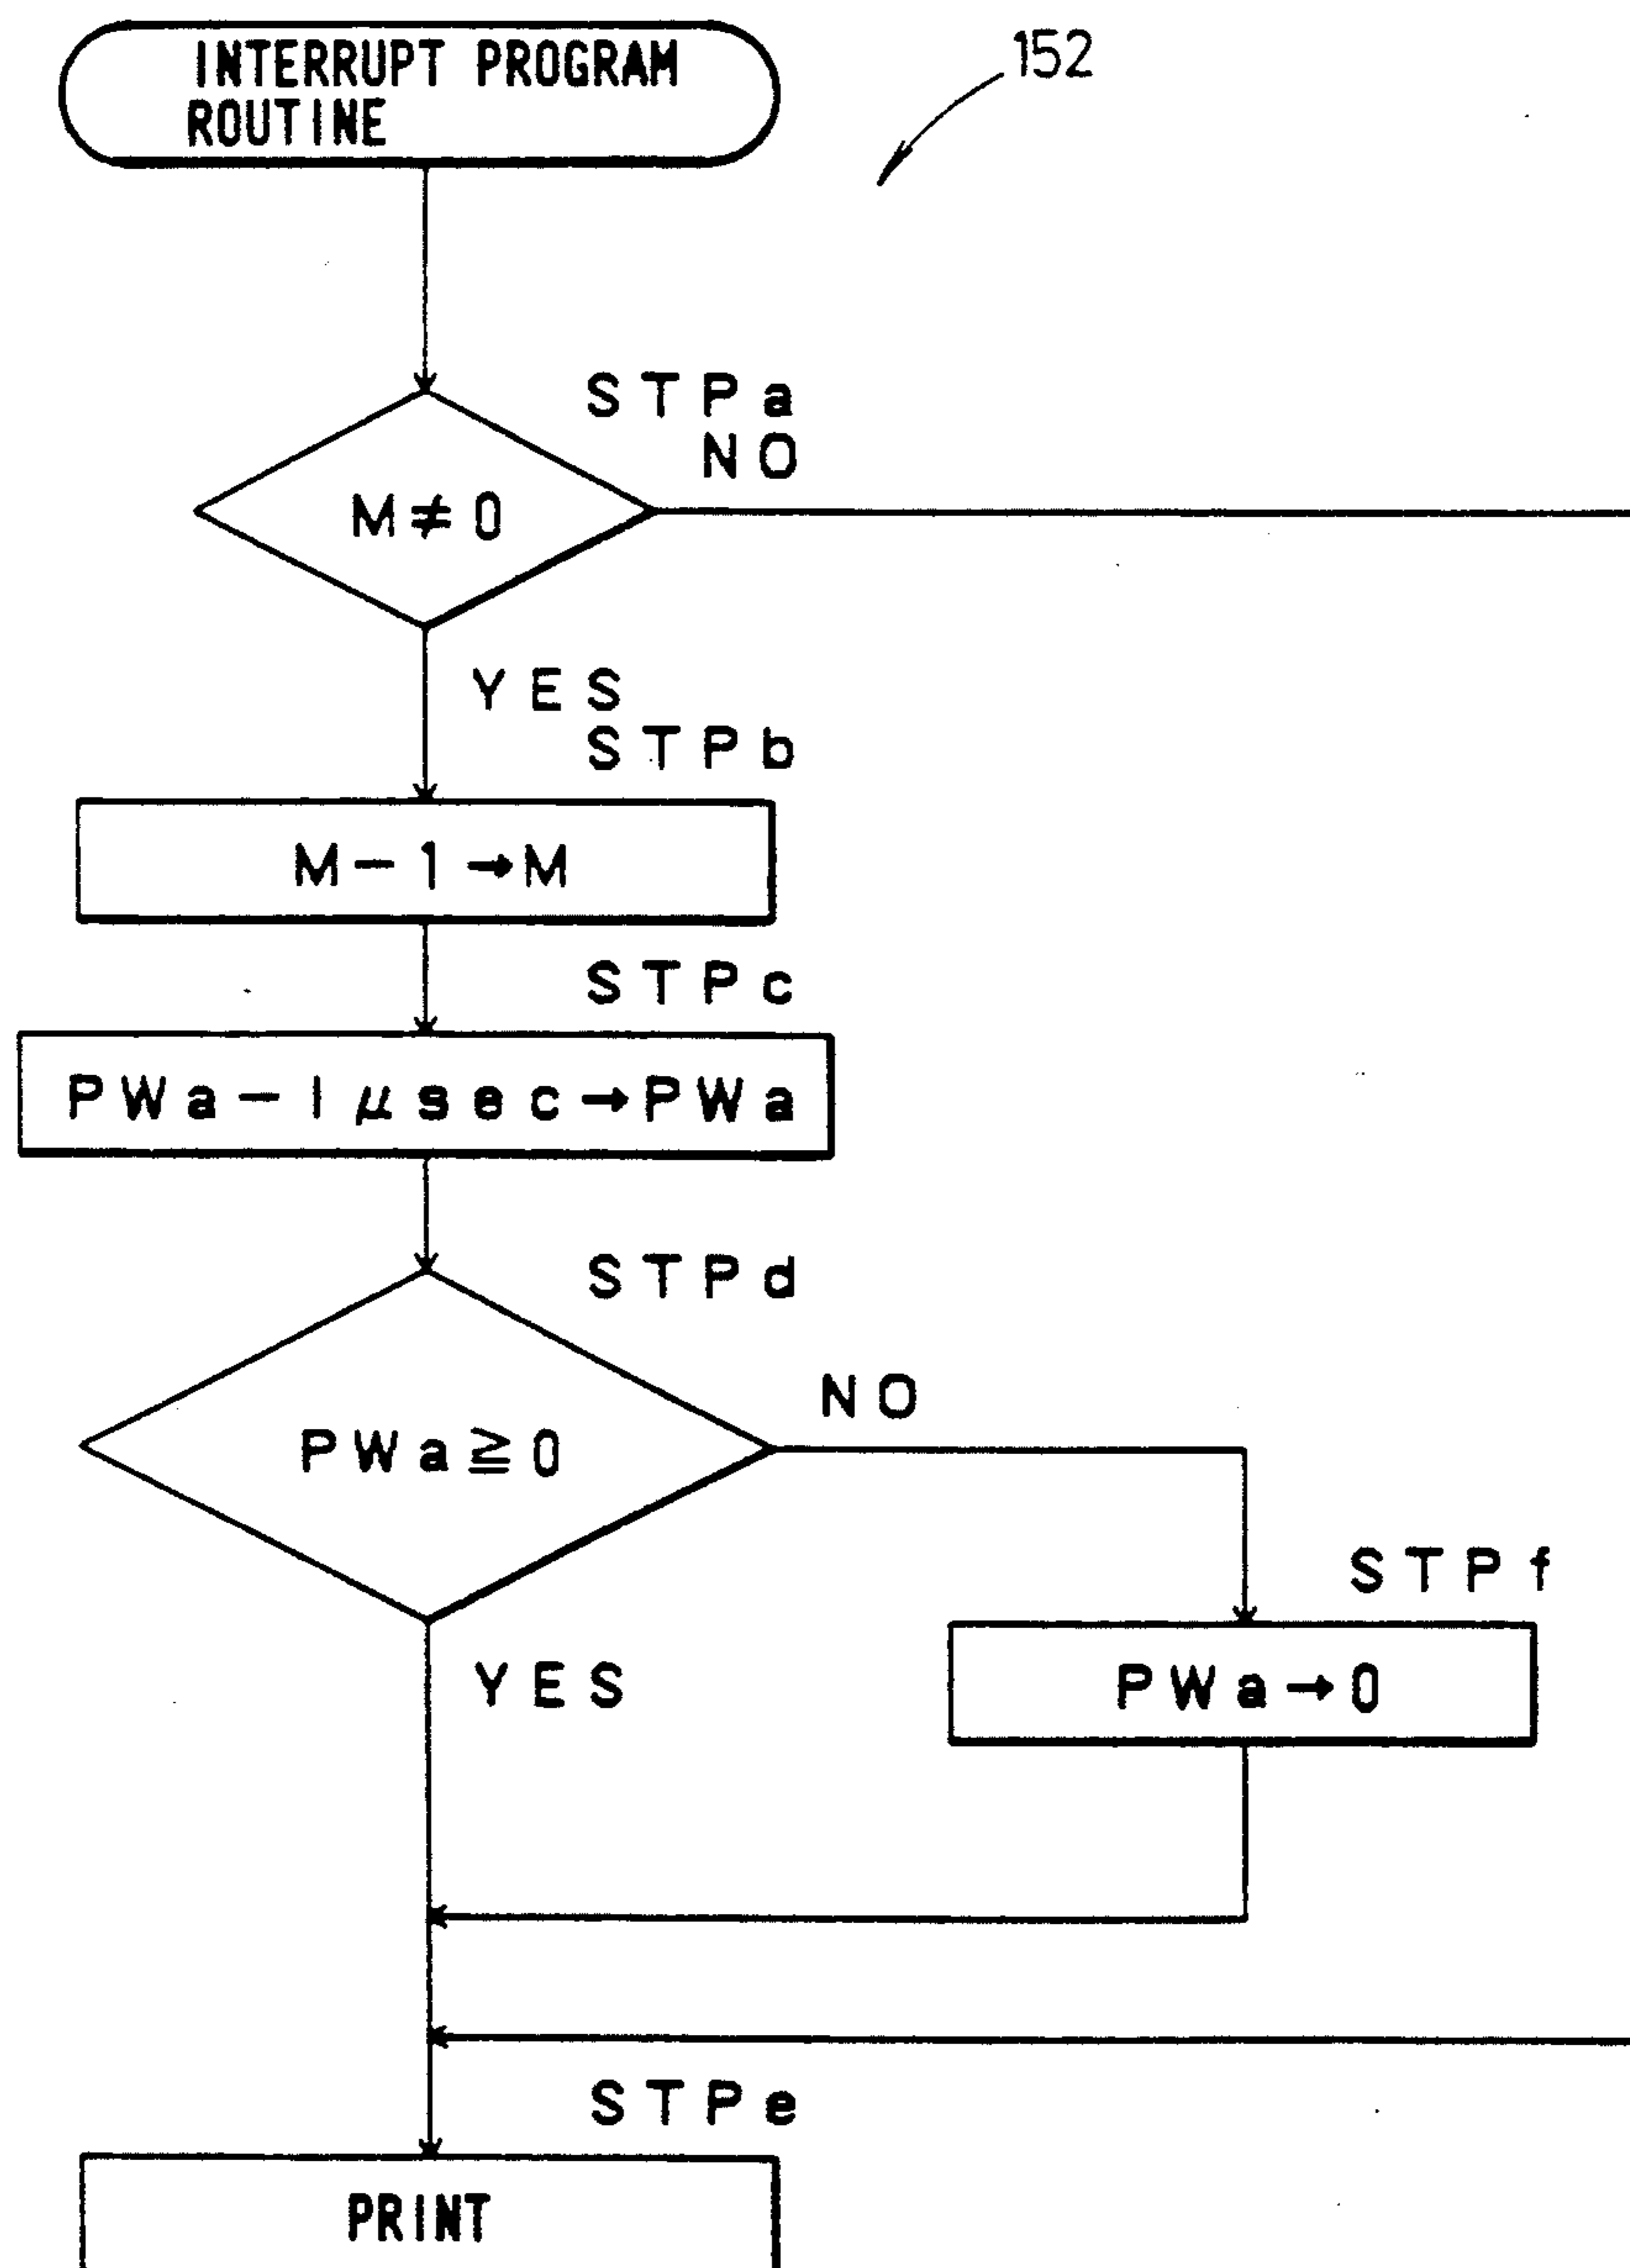 INTERRUPT PROGRAM
ROUTINE
152
STPa
NO
M≠0
YES
STPb
M-1→M
STPc
PWa-1μsec→PWa
STPd
NO
PWa≧0
STPf
YES
PWa→0
STPe
PRINT